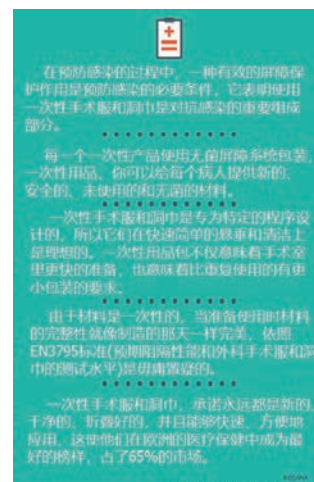 在预防感染的过程中，一种有效的屏障保
护作用是预防感染的必要条件，它表明使用
一次性手术服和洞巾是对抗感染的重要组成
部分。
每一个一次性产品使用无菌屏障系统包装，
一次性用品，你可以给每个病人提供新的、
安全的、未使用的和无菌的材料。
一次性手术服和洞巾是专为特定的程序设
计的，所以它们在快速简单的悬垂和清洁上
是理想的。一次性用品包不仅意味着手术室
里更快的准备，也意味着比重复使用的有更
小包装的要求。
由于材料是一次性的，当准备使用时材料
的完整性就像制造的那天一样完美，依照
EN3795标准(预期阻隔性能和外科手术服和洞
巾的测试水平)是毋庸置疑的。
一次性手术服和洞巾，承诺永远都是新的、
干净的、折叠好的，并且能够快速、方便地
应用，这使他们在欧洲的医疗保健中成为最
好的榜样，占了65%的市场。